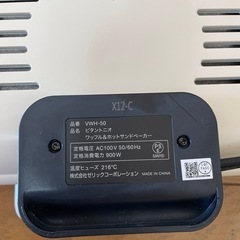 X12-C
品番 VWH-50
品名 ビタントニオ
ワッフル&ホットサンドベーカー
定格電圧 AC100V 50/60Hz
定格消費電力 900W
温度ヒューズ 216℃
株式会社ゼリックコーポレーション
MADE IN CHINA